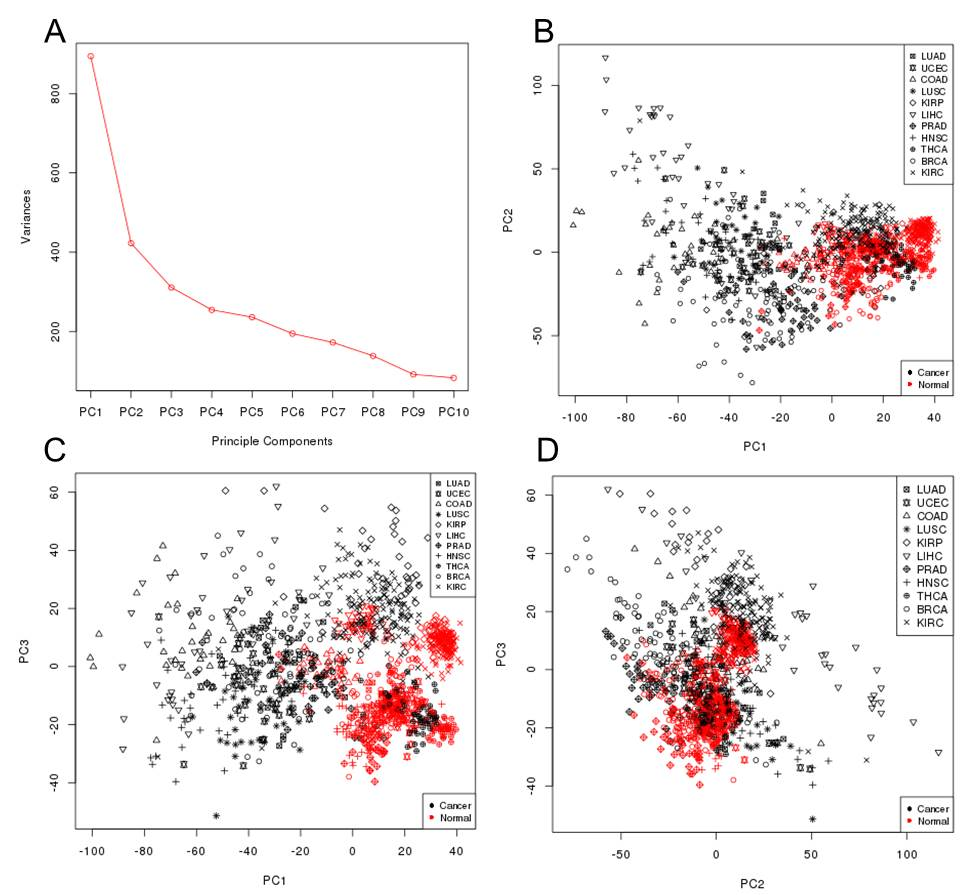 A
Variances
800
600
400
200
PC1 PC2 PC3 PC4 PC5 PC6 PC7 PC8 PC9 PC10
Principle Components
B
PC2
100
50
0
-50
LUAD
UCEC
COAD
LUSC
KIRP
LIHC
PRAD
HNSC
THCA
BRCA
KIRC
Cancer
Normal
-100 -80 -60 -40 -20 0 20 40
PC1
C
PC3
60
40
20
0
-20
-40
LUAD
UCEC
COAD
LUSC
KIRP
LIHC
PRAD
HNSC
THCA
BRCA
KIRC
Cancer
Normal
-100 -80 -60 -40 -20 0 20 40
PC1
D
PC3
60
40
20
0
-20
-40
LUAD
UCEC
COAD
LUSC
KIRP
LIHC
PRAD
HNSC
THCA
BRCA
KIRC
Cancer
Normal
-50 0 50 100
PC2